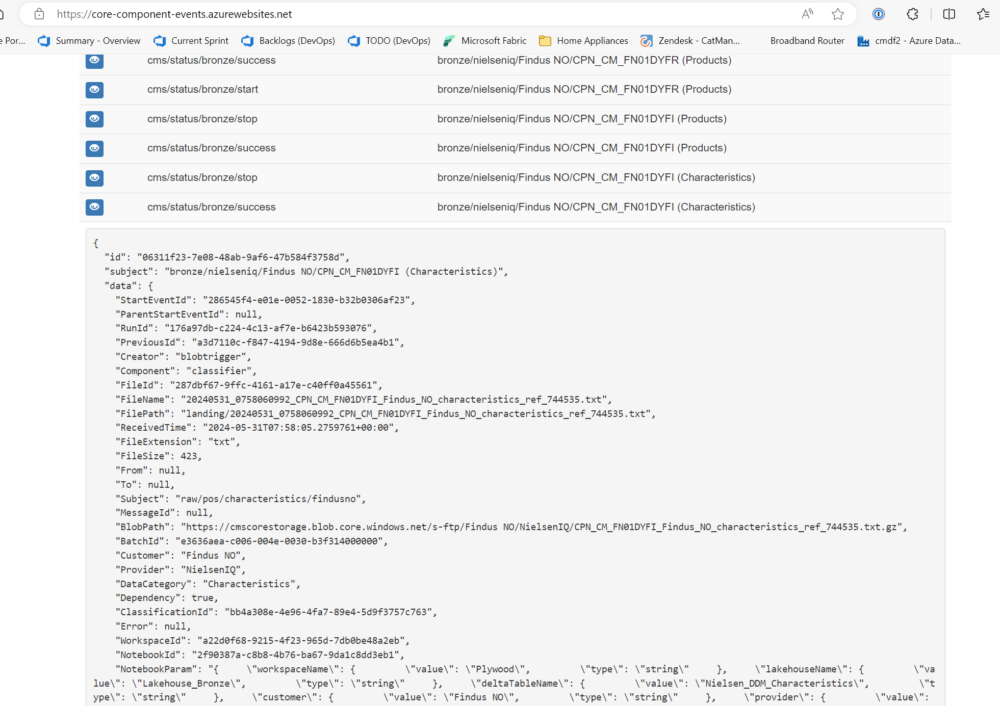 https://core-component-events.azurewebsites.net
e Por... Summary - Overview Current Sprint Backlogs (DevOps) TODO (DevOps) Microsoft Fabric Home Appliances Zendesk - CatMan... Broadband Router cmdf2 - Azure Data...
cms/status/bronze/success bronze/nielseniq/Findus NO/CPN_CM_FN01DYFR (Products)
cms/status/bronze/start bronze/nielseniq/Findus NO/CPN_CM_FN01DYFR (Products)
cms/status/bronze/stop bronze/nielseniq/Findus NO/CPN_CM_FN01DYFI (Products)
cms/status/bronze/success bronze/nielseniq/Findus NO/CPN_CM_FN01DYFI (Products)
cms/status/bronze/stop bronze/nielseniq/Findus NO/CPN_CM_FN01DYFI (Characteristics)
cms/status/bronze/success bronze/nielseniq/Findus NO/CPN_CM_FN01DYFI (Characteristics)
{
"id": "06311f23-7e08-48ab-9af6-47b584f3758d",
"subject": "bronze/nielseniq/Findus NO/CPN_CM_FN01DYFI (Characteristics)",
"data": {
"StartEventId": "286545f4-e01e-0052-1830-b32b0306af23",
"ParentStartEventId": null,
"RunId": "176a97db-c224-4c13-af7e-b6423b593076",
"PreviousId": "a3d7110c-f847-4194-9d8e-666d6b5ea4b1",
"Creator": "blobtrigger",
"Component": "classifier",
"FileId": "287dbf67-9ffc-4161-a17e-c40ff0a45561",
"FileName": "20240531_0758060992_CPN_CM_FN01DYFI_Findus_NO_characteristics_ref_744535.txt",
"FilePath": "landing/20240531_0758060992_CPN_CM_FN01DYFI_Findus_NO_characteristics_ref_744535.txt",
"ReceivedTime": "2024-05-31T07:58:05.2759761+00:00",
"FileExtension": "txt",
"FileSize": 423,
"From": null,
"To": null,
"Subject": "raw/pos/characteristics/findusno",
"MessageId": null,
"BlobPath": "https://cmscorestorage.blob.core.windows.net/s-ftp/Findus NO/NielsenIQ/CPN_CM_FN01DYFI_Findus_NO_characteristics_ref_744535.txt.gz",
"BatchId": "e3636aea-c006-004e-0030-b3f314000000",
"Customer": "Findus NO",
"Provider": "NielsenIQ",
"DataCategory": "Characteristics",
"Dependency": true,
"ClassificationId": "bb4a308e-4e96-4fa7-89e4-5d9f3757c763",
"Error": null,
"WorkspaceId": "a22d0f68-9215-4f23-965d-7db0be48a2eb",
"NotebookId": "2f90387a-c8b8-4b76-ba67-9da1c8dd3eb1",
"NotebookParam": "{ \"workspaceName\": { \"value\": \"Plywood\", \"type\": \"string\" }, \"lakehouseName\": { \"va
lue\": \"Lakehouse_Bronze\", \"type\": \"string\" }, \"deltaTableName\": { \"value\": \"Nielsen_DDM_Characteristics\", \"t
ype\": \"string\" }, \"customer\": { \"value\": \"Findus NO\", \"type\": \"string\" }, \"provider\": { \"value\":